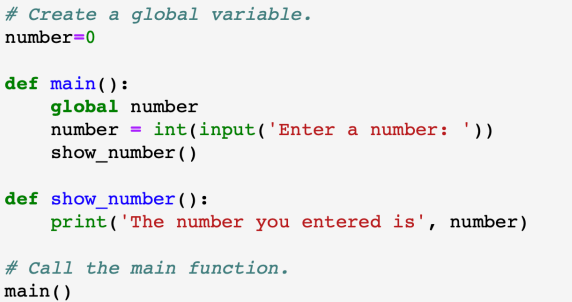 # Create a global variable.
number=0
def main():
    global number
    number = int(input('Enter a number: '))
    show_number()
def show_number():
    print('The number you entered is', number)
# Call the main function.
main()